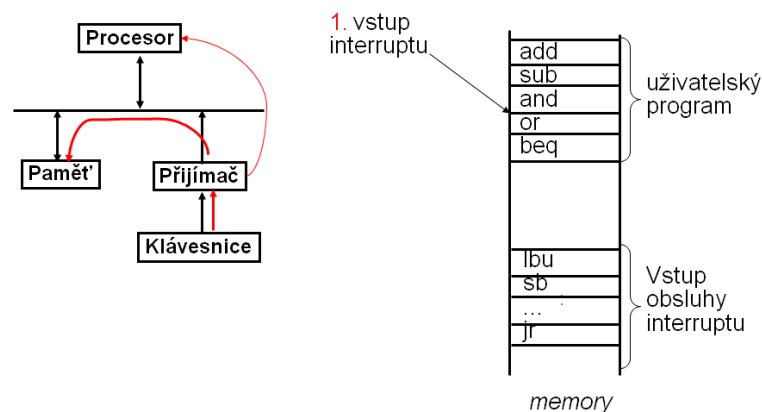 Procesor
Paměť
Přijímač
Klávesnice
1. vstup
interruptu
add
sub
and
or
beq
uživatelský
program
lbu
sb
:
...
jr
Vstup
obsluhy
interruptu
memory